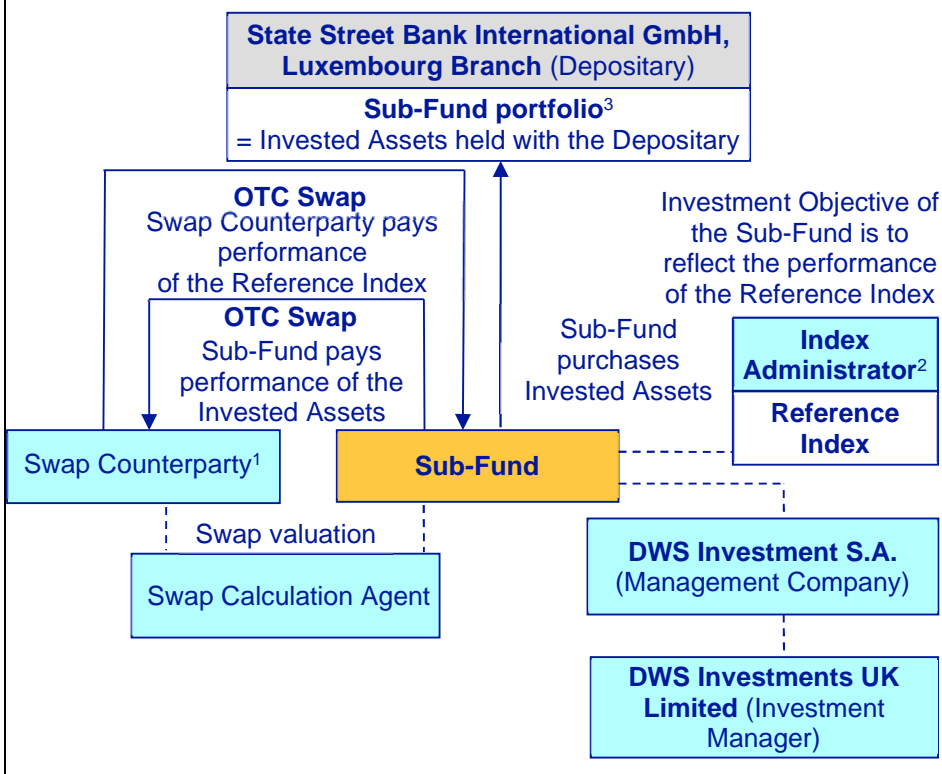 State Street Bank International GmbH,
Luxembourg Branch (Depositary)
Sub-Fund portfolio³
= Invested Assets held with the Depositary
OTC Swap
Swap Counterparty pays
performance
of the Reference Index
OTC Swap
Sub-Fund pays
performance of the
Invested Assets
Sub-Fund
purchases
Invested Assets
Investment Objective of
the Sub-Fund is to
reflect the performance
of the Reference Index
Index
Administrator²
Reference
Index
Swap Counterparty¹
Sub-Fund
Swap valuation
Swap Calculation Agent
DWS Investment S.A.
(Management Company)
DWS Investments UK
Limited (Investment
Manager)